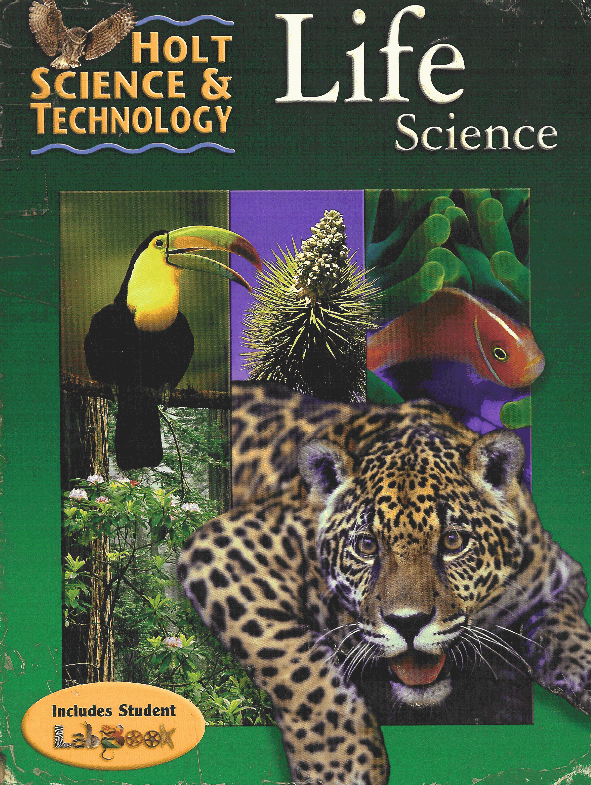 HOLT
SCIENCE &
TECHNOLOGY
Life
Science
Includes Student
LabBook